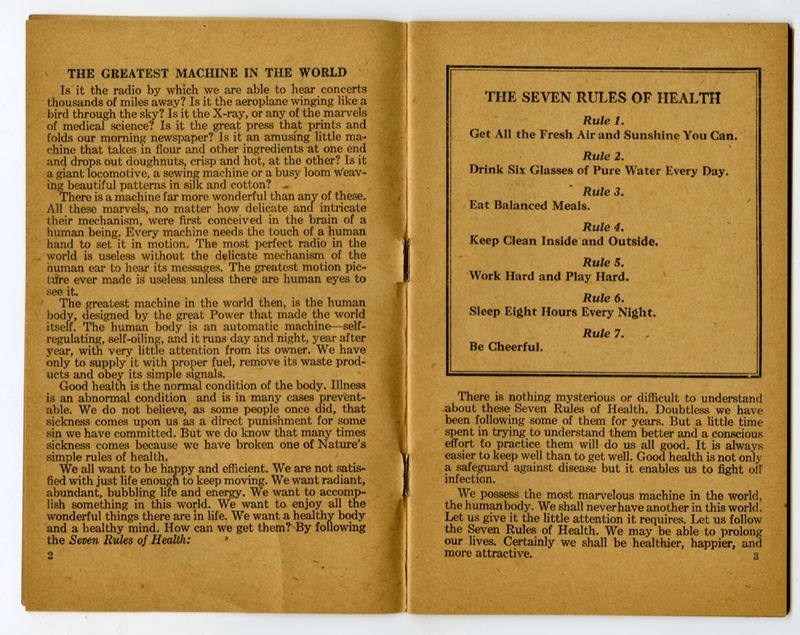 THE GREATEST MACHINE IN THE WORLD
Is it the radio by which we are able to hear concerts
thousands of miles away? Is it the aeroplane winging like a
bird through the sky? Is it the X-ray, or any of the marvels
of medical science? Is it the great press that prints and
folds our morning newspaper? Is it an amusing little ma-
chine that takes in flour and other ingredients at one end
and drops out doughnuts, crisp and hot, at the other? Is it
a giant locomotive, a sewing machine or a busy loom weav-
ing beautiful patterns in silk and cotton?
There is a machine far more wonderful than any of these.
All these marvels, no matter how delicate and intricate
their mechanism, were first conceived in the brain of a
human being. Every machine needs the touch of a human
hand to set it in motion. The most perfect radio in the
world is useless without the delicate mechanism of the
human ear to hear its messages. The greatest motion pic-
ture ever made is useless unless there are human eyes to
see it.
The greatest machine in the world then, is the human
body, designed by the great Power that made the world
itself. The human body is an automatic machine—self-
regulating, self-oiling, and it runs day and night, year after
year, with very little attention from its owner. We have
only to supply it with proper fuel, remove its waste prod-
ucts and obey its simple signals.
Good health is the normal condition of the body. Illness
is an abnormal condition and is in many cases prevent-
able. We do not believe, as some people once did, that
sickness comes upon us as a direct punishment for some
sin we have committed. But we do know that many times
sickness comes because we have broken one of Nature's
simple rules of health.
We all want to be happy and efficient. We are not satis-
fied with just life enough to keep moving. We want radiant,
abundant, bubbling life and energy. We want to accomp-
lish something in this world. We want to enjoy all the
wonderful things there are in life. We want a healthy body
and a healthy mind. How can we get them? By following
the Seven Rules of Health:
2
THE SEVEN RULES OF HEALTH
Rule 1.
Get All the Fresh Air and Sunshine You Can.
Rule 2.
Drink Six Glasses of Pure Water Every Day.
Rule 3.
Eat Balanced Meals.
Rule 4.
Keep Clean Inside and Outside.
Rule 5.
Work Hard and Play Hard.
Rule 6.
Sleep Eight Hours Every Night.
Rule 7.
Be Cheerful.
There is nothing mysterious or difficult to understand
about these Seven Rules of Health. Doubtless we have
been following some of them for years. But a little time
spent in trying to understand them better and a conscious
effort to practice them will do us all good. It is always
easier to keep well than to get well. Good health is not only
a safeguard against disease but it enables us to fight off
infection.
We possess the most marvelous machine in the world,
the human body. We shall never have another in this world.
Let us give it the little attention it requires. Let us follow
the Seven Rules of Health. We may be able to prolong
our lives. Certainly we shall be healthier, happier, and
more attractive.
3